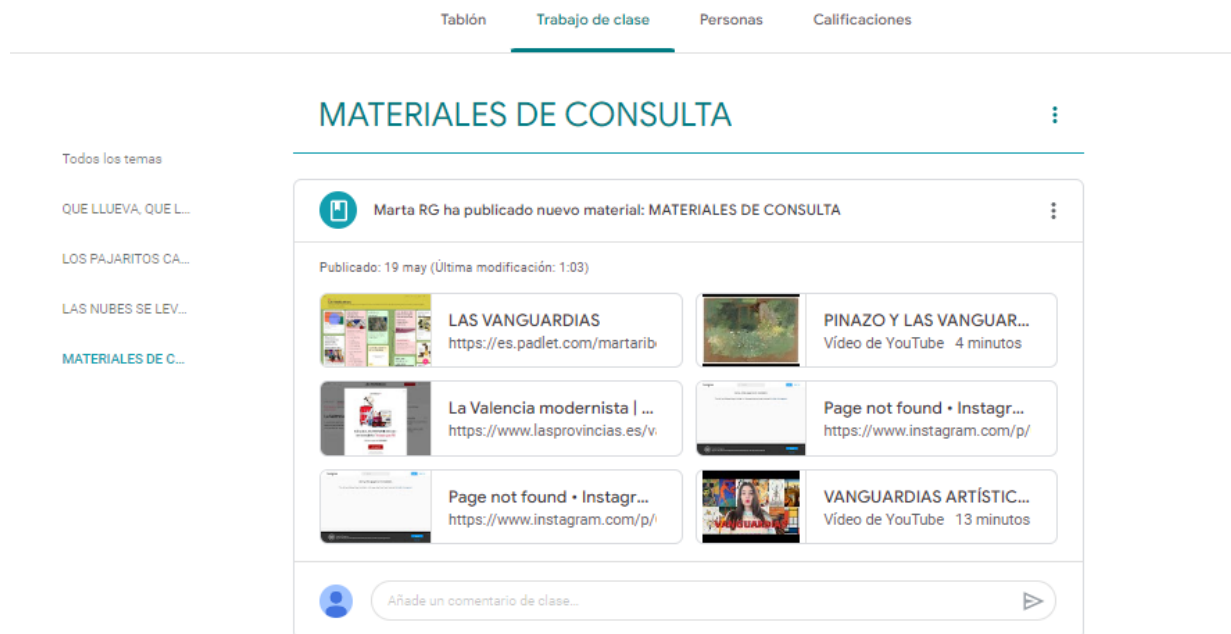 Tablón
Trabajo de clase
Personas
Calificaciones
MATERIALES DE CONSULTA
Todos los temas
QUE LLUEVA, QUE L...
LOS PAJARITOS CA...
LAS NUBES SE LEV...
MATERIALES DE C...
Marta RG ha publicado nuevo material: MATERIALES DE CONSULTA
Publicado: 19 may (Última modificación: 1:03)
LAS VANGUARDIAS
https://es.padlet.com/martarib
PINAZO Y LAS VANGUAR...
Vídeo de YouTube 4 minutos
La Valencia modernista | ...
https://www.lasprovincias.es/v
Page not found • Instagr...
https://www.instagram.com/p/
Page not found • Instagr...
https://www.instagram.com/p/
VANGUARDIAS
VANGUARDIAS ARTÍSTIC...
Vídeo de YouTube 13 minutos
Añade un comentario de clase...